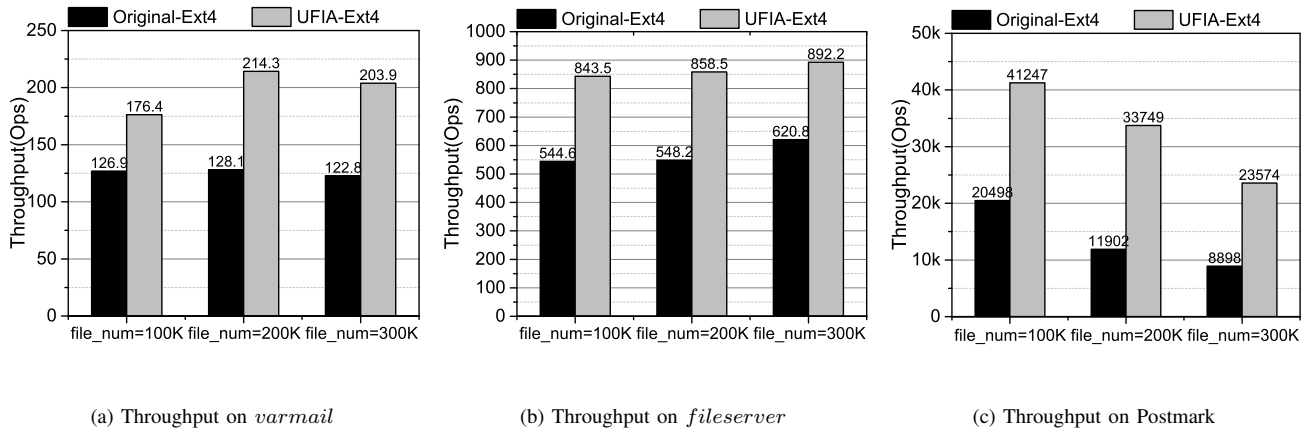 Original-Ext4 UFIA-Ext4
250
200
150
100
50
0
Throughput(Ops)
126.9
176.4
128.1
214.3
122.8
203.9
file_num=100K file_num=200K file_num=300K
(a) Throughput on varmail
Original-Ext4 UFIA-Ext4
1000
900
800
700
600
500
400
300
200
100
0
Throughput(Ops)
544.6
843.5
548.2
858.5
620.8
892.2
file_num=100K file_num=200K file_num=300K
(b) Throughput on fileserver
Original-Ext4 UFIA-Ext4
50k
40k
30k
20k
10k
0
Throughput(Ops)
20498
41247
11902
33749
8898
23574
file_num=100K file_num=200K file_num=300K
(c) Throughput on Postmark